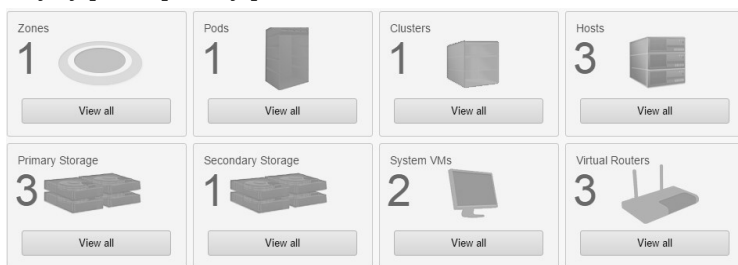 Zones
1
View all
Pods
1
View all
Clusters
1
View all
Hosts
3
View all
Primary Storage
3
View all
Secondary Storage
1
View all
System VMs
2
View all
Virtual Routers
3
View all